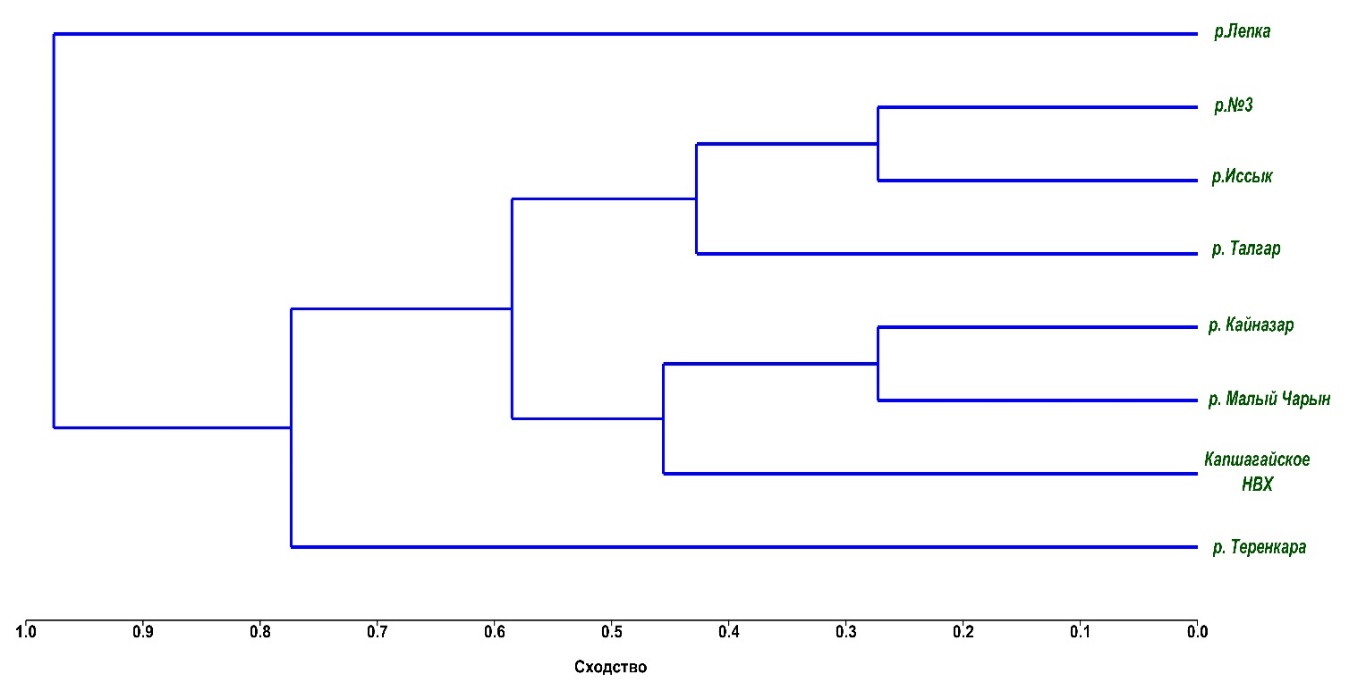 р.Лепка
р.№3
р.Иссык
р. Талгар
р. Кайназар
р. Малый Чарын
Капшагайское
НВХ
р. Теренкара
1.0 0.9 0.8 0.7 0.6 0.5 0.4 0.3 0.2 0.1 0.0
Сходство